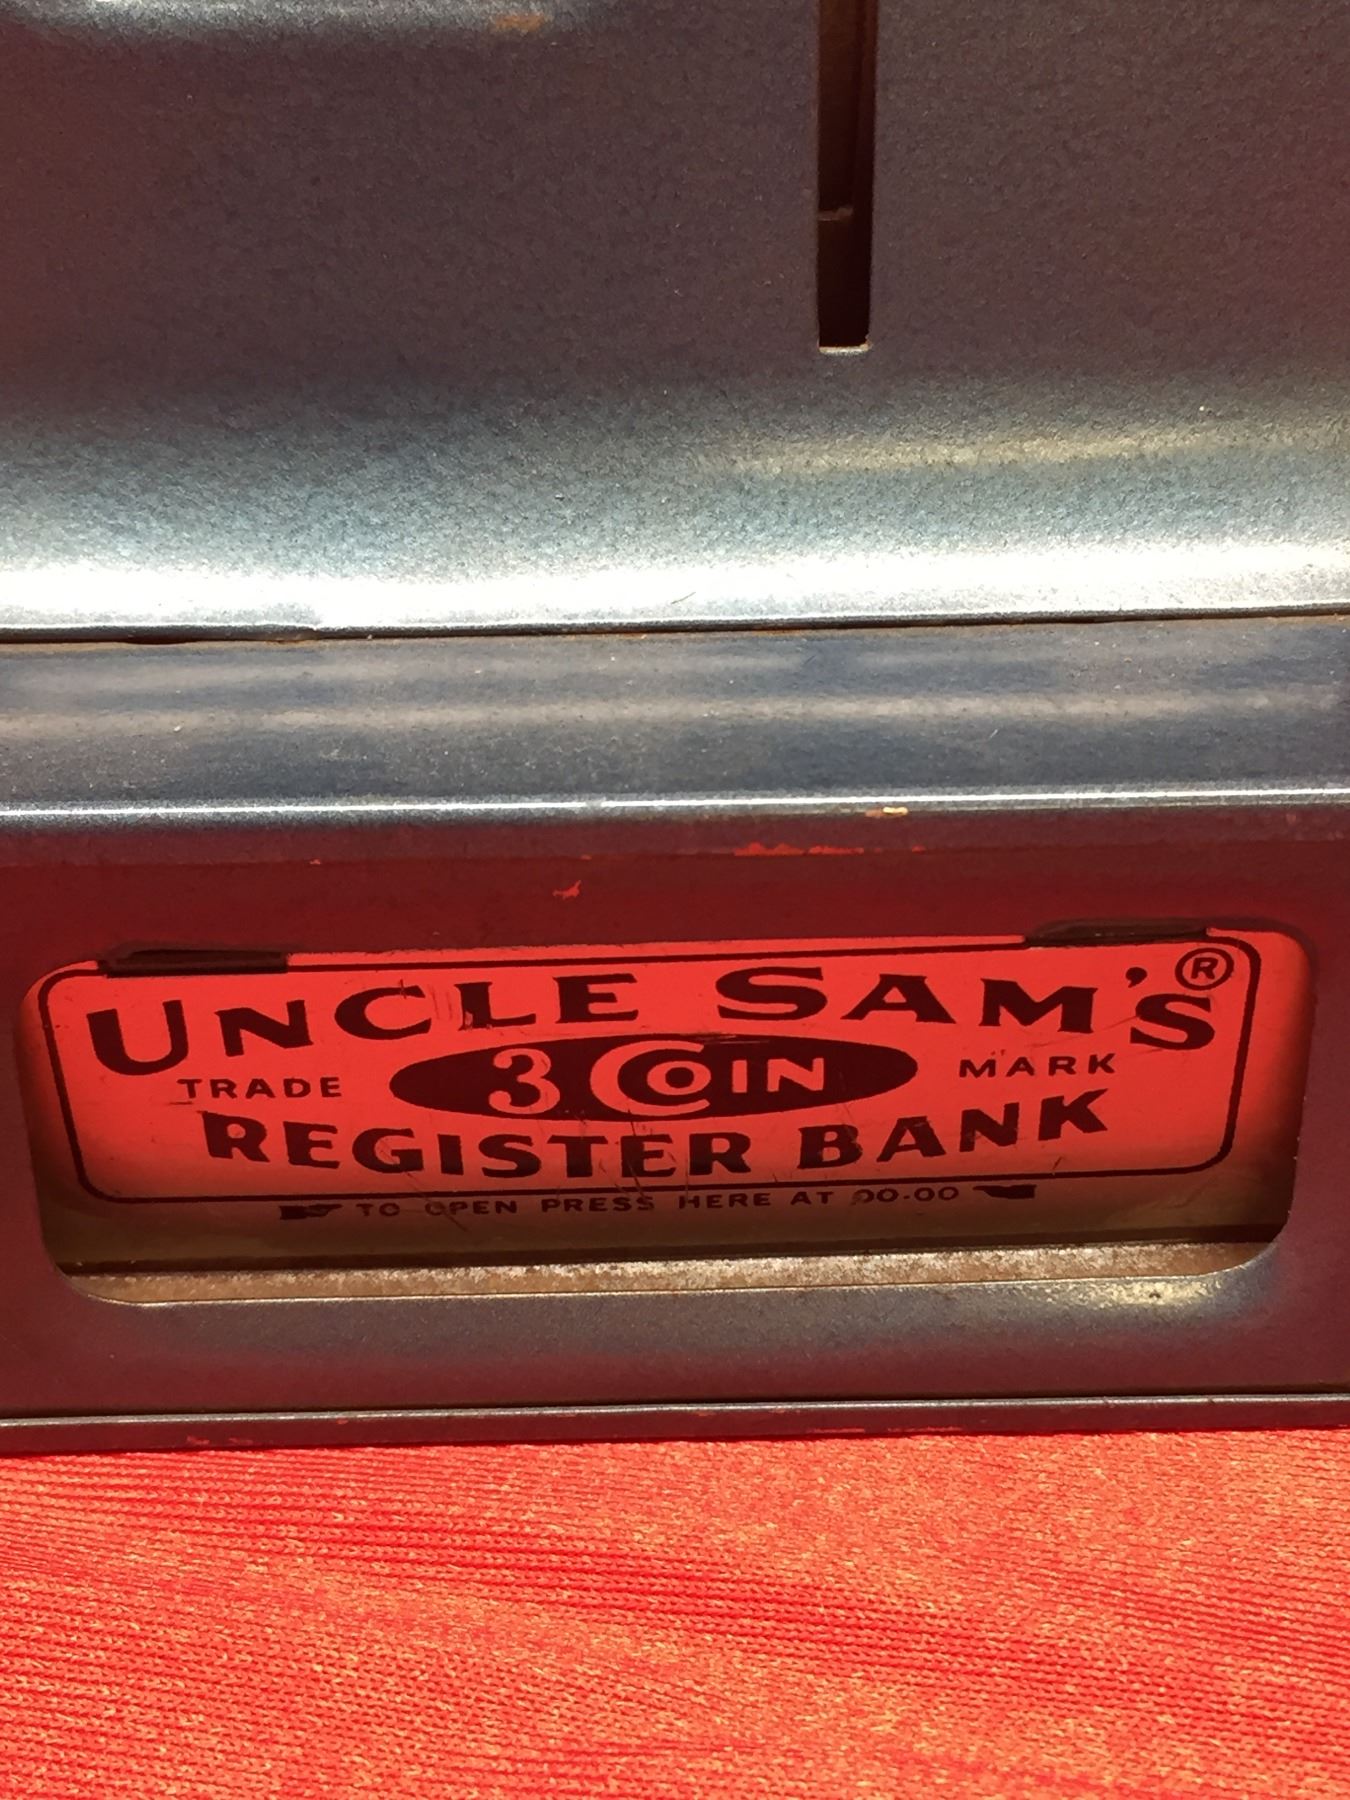 UNCLE SAM'S®
TRADE 3 COIN MARK
REGISTER BANK
TO OPEN PRESS HERE AT 00-00